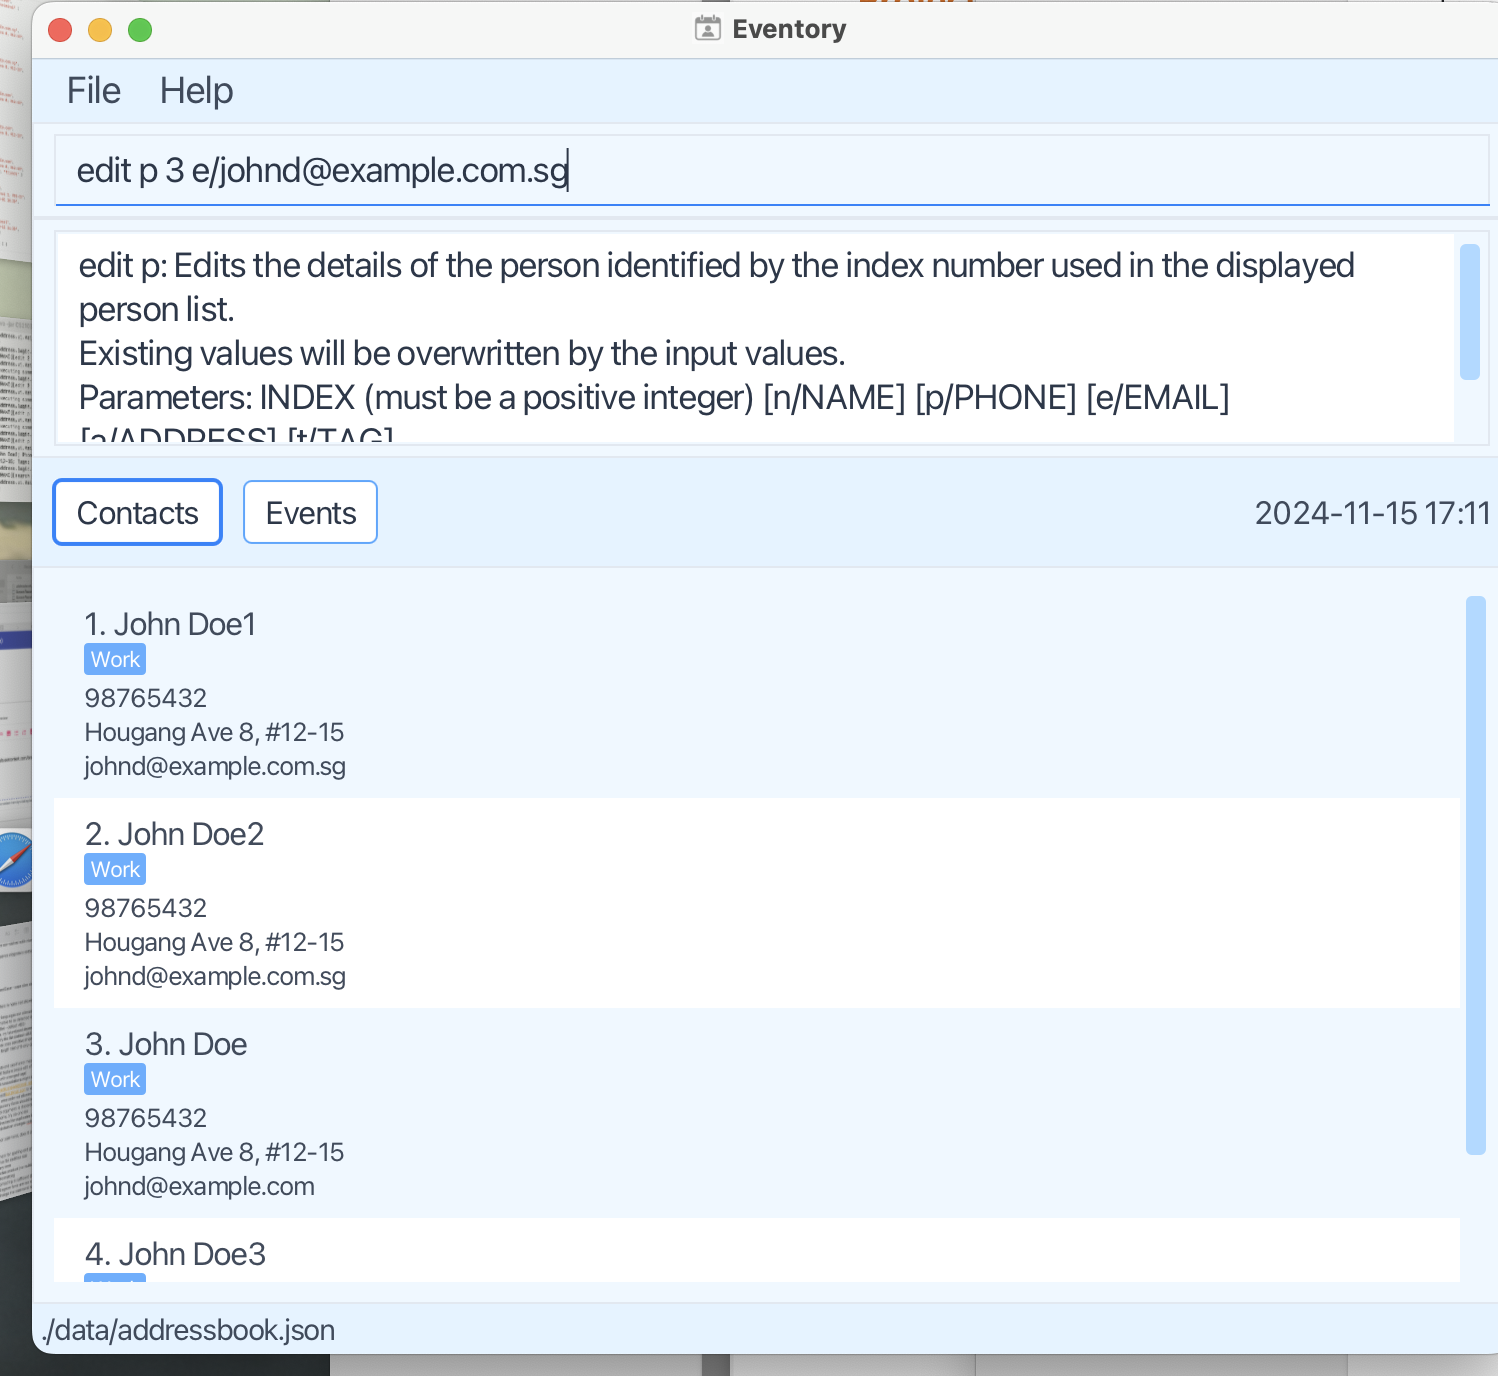 Eventory
File Help
edit p 3 e/johnd@example.com.sg
edit p: Edits the details of the person identified by the index number used in the displayed
person list.
Existing values will be overwritten by the input values.
Parameters: INDEX (must be a positive integer) [n/NAME] [p/PHONE] [e/EMAIL]
[a/ADDRESS] [t/TAG]
Contacts Events 2024-11-15 17:11
1. John Doe1
Work
98765432
Hougang Ave 8, #12-15
johnd@example.com.sg
2. John Doe2
Work
98765432
Hougang Ave 8, #12-15
johnd@example.com.sg
3. John Doe
Work
98765432
Hougang Ave 8, #12-15
johnd@example.com
4. John Doe3
./data/addressbook.json